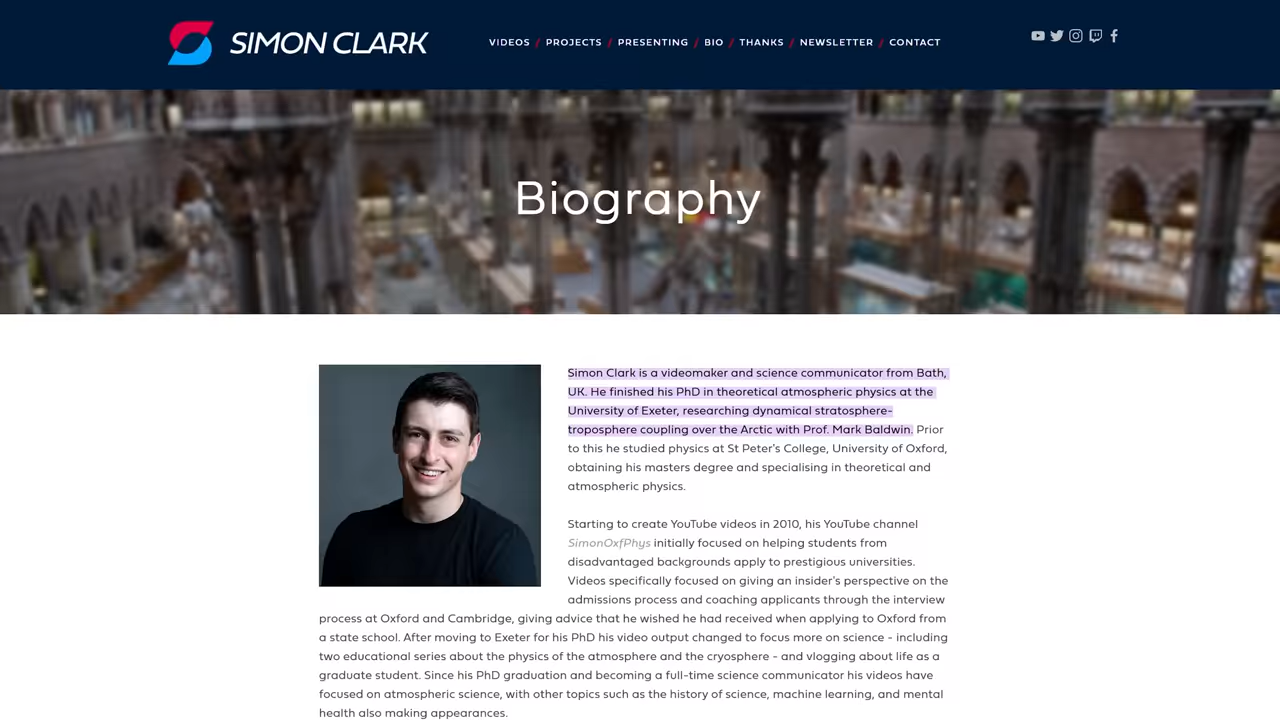 SIMON CLARK
VIDEOS / PROJECTS / PRESENTING / BIO / THANKS / NEWSLETTER / CONTACT
Biography
Simon Clark is a videomaker and science communicator from Bath,
UK. He finished his PhD in theoretical atmospheric physics at the
University of Exeter, researching dynamical stratosphere-
troposphere coupling over the Arctic with Prof. Mark Baldwin. Prior
to this he studied physics at St Peter's College, University of Oxford,
obtaining his masters degree and specialising in theoretical and
atmospheric physics.
Starting to create YouTube videos in 2010, his YouTube channel
SimonOxfPhys initially focused on helping students from
disadvantaged backgrounds apply to prestigious universities.
Videos specifically focused on giving an insider's perspective on the
admissions process and coaching applicants through the interview
process at Oxford and Cambridge, giving advice that he wished he had received when applying to Oxford from
a state school. After moving to Exeter for his PhD his video output changed to focus more on science - including
two educational series about the physics of the atmosphere and the cryosphere - and vlogging about life as a
graduate student. Since his PhD graduation and becoming a full-time science communicator his videos have
focused on atmospheric science, with other topics such as the history of science, machine learning, and mental
health also making appearances.